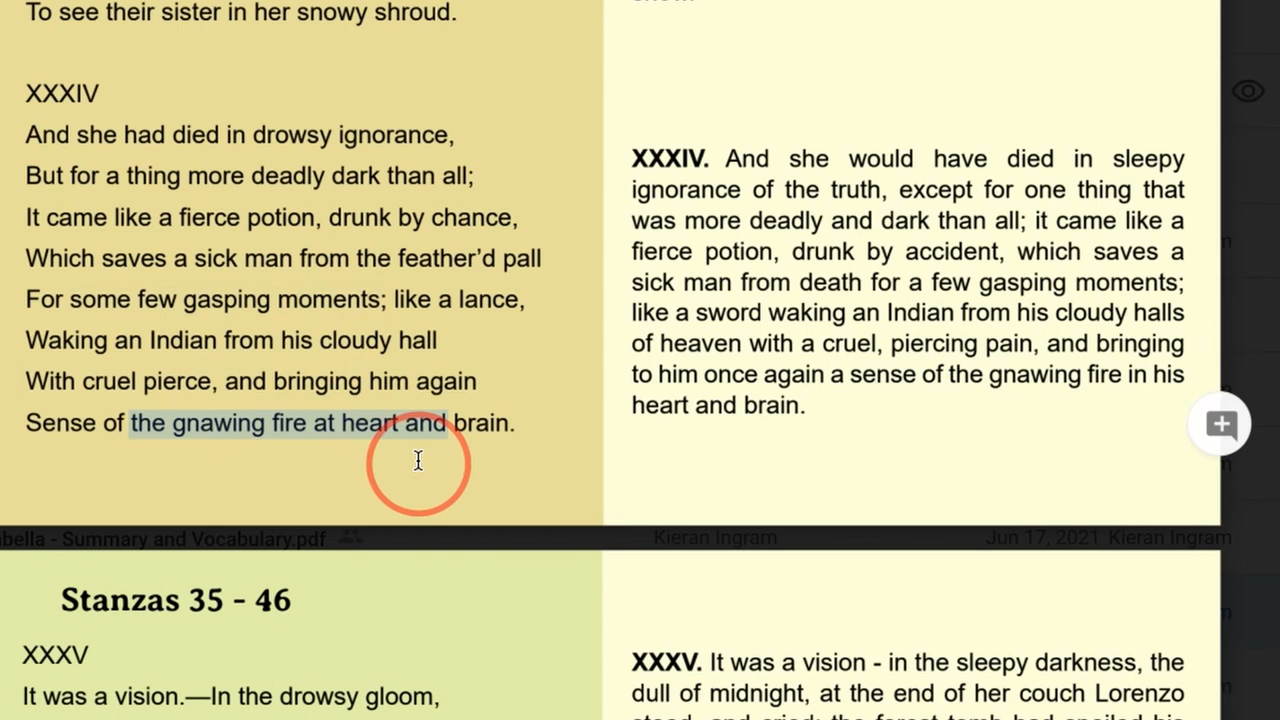 To see their sister in her snowy shroud.
XXXIV
And she had died in drowsy ignorance,
But for a thing more deadly dark than all;
It came like a fierce potion, drunk by chance,
Which saves a sick man from the feather’d pall
For some few gasping moments; like a lance,
Waking an Indian from his cloudy hall
With cruel pierce, and bringing him again
Sense of the gnawing fire at heart and brain.
XXXIV. And she would have died in sleepy
ignorance of the truth, except for one thing that
was more deadly and dark than all; it came like a
fierce potion, drunk by accident, which saves a
sick man from death for a few gasping moments;
like a sword waking an Indian from his cloudy halls
of heaven with a cruel, piercing pain, and bringing
to him once again a sense of the gnawing fire in his
heart and brain.
abella - Summary and Vocabulary.pdf Kieran Ingram Jun 17, 2021 Kieran Ingram
Stanzas 35 - 46
XXXV
It was a vision.—In the drowsy gloom,
XXXV. It was a vision - in the sleepy darkness, the
dull of midnight, at the end of her couch Lorenzo